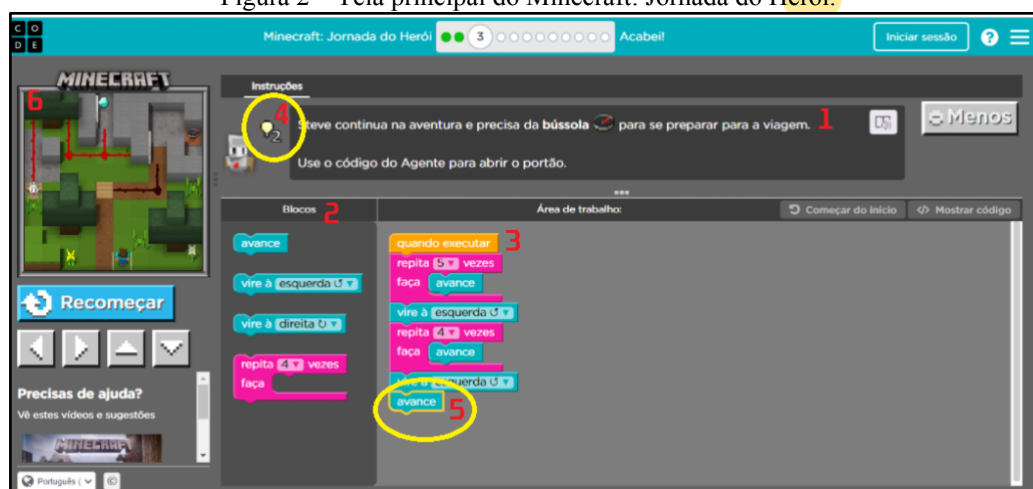 Figura 2 – Tela principal do Minecraft: Jornada do Herói.
C O
D E
Minecraft: Jornada do Herói 3 Acabei!
Iniciar sessão ?
MINECRAFT
6
Instruções
4
2
Steve continua na aventura e precisa da bússola para se preparar para a viagem. 1
Menos
Use o código do Agente para abrir o portão.
Blocos 2
Área de trabalho:
Começar do início
</> Mostrar código
avance
vire à esquerda ↺ ▾
vire à direita ↻ ▾
repita 4 ▾ vezes
faça
quando executar 3
repita 5 ▾ vezes
faça avance
vire à esquerda ↺ ▾
repita 4 ▾ vezes
faça avance
vire à esquerda ↺ ▾
avance 5
Recomeçar
Precisas de ajuda?
Vê estes vídeos e sugestões
MINECRAFT
Português (
©